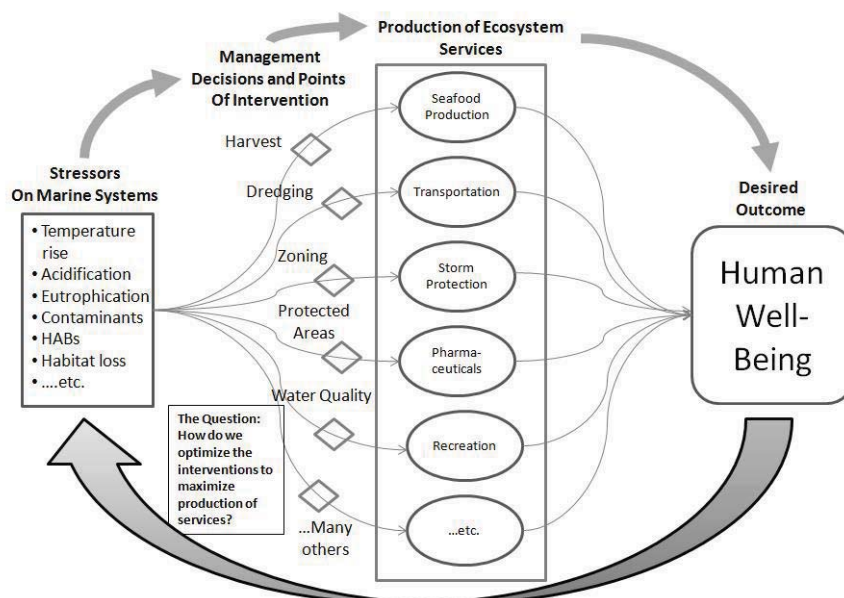 Production of Ecosystem
Services
Management
Decisions and Points
Of Intervention
Stressors
On Marine Systems
• Temperature
rise
• Acidification
• Eutrophication
• Contaminants
• HABs
• Habitat loss
• ....etc.
Harvest
Dredging
Zoning
Protected
Areas
Water Quality
...Many
others
The Question:
How do we
optimize the
interventions to
maximize
production of
services?
Seafood
Production
Transportation
Storm
Protection
Pharma-
ceuticals
Recreation
...etc.
Desired
Outcome
Human
Well-
Being